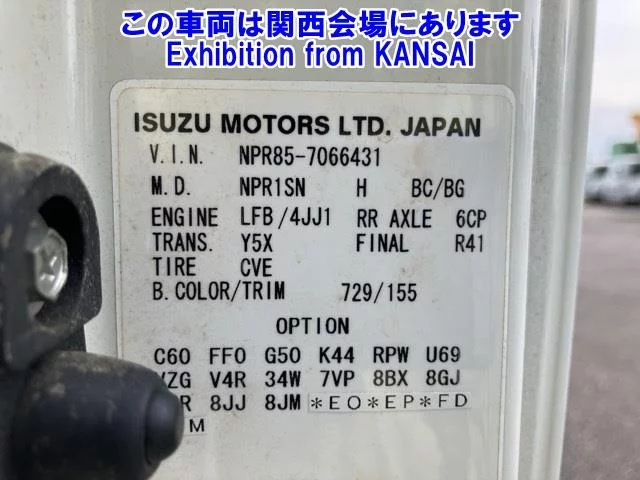 この車両は関西会場にあります
Exhibition from KANSAI
ISUZU MOTORS LTD. JAPAN
V.I.N. NPR85-7066431
M.D. NPR1SN H BC/BG
ENGINE LFB/4JJ1 RR AXLE 6CP
TRANS. Y5X FINAL R41
TIRE CVE
B.COLOR/TRIM 729/155
OPTION
C60 FF0 G50 K44 RPW U69
V4R 34W 7VP 8BX 8GJ
8JJ 8JM *EO*EP*FD